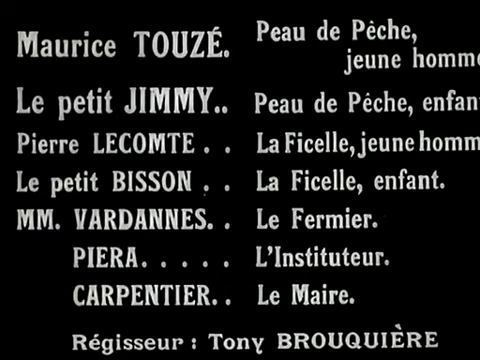 Maurice TOUZÉ. Peau de Pêche,
jeune homme
Le petit JIMMY.. Peau de Pêche, enfant
Pierre LECOMTE . . La Ficelle, jeune homm
Le petit BISSON . . La Ficelle, enfant.
MM. VARDANNES. . Le Fermier.
PIERA. . . . . L'Instituteur.
CARPENTIER. . Le Maire.
Régisseur : Tony BROUQUIÈRE